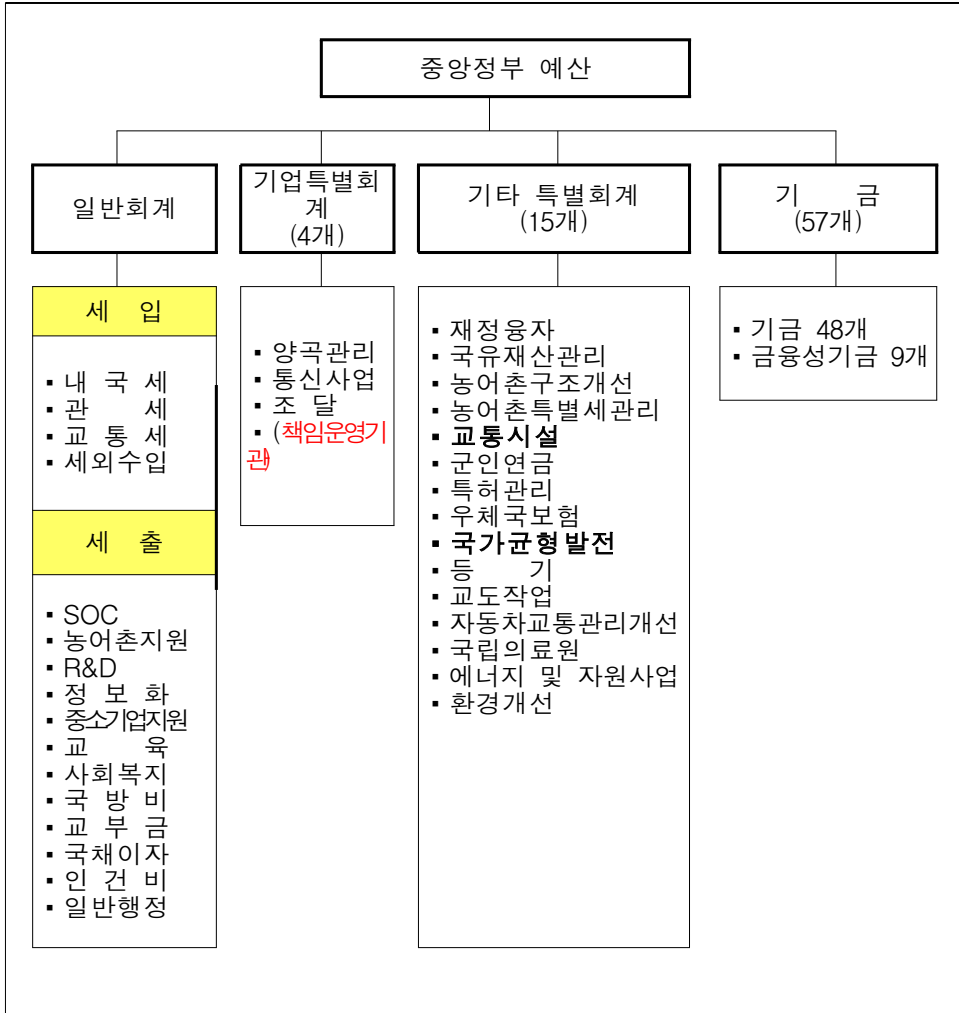 중앙정부 예산
일반회계
기업특별회
계
(4개)
기타 특별회계
(15개)
기 금
(57개)
세 입
▪ 내 국 세
▪ 관 세
▪ 교 통 세
▪ 세외수입
세 출
▪ SOC
▪ 농어촌지원
▪ R&D
▪ 정 보 화
▪ 중소기업지원
▪ 교 육
▪ 사회복지
▪ 국 방 비
▪ 교 부 금
▪ 국채이자
▪ 인 건 비
▪ 일반행정
▪ 양곡관리
▪ 통신사업
▪ 조 달
▪ (책임운영기
관)
▪ 재정융자
▪ 국유재산관리
▪ 농어촌구조개선
▪ 농어촌특별세관리
▪ 교통시설
▪ 군인연금
▪ 특허관리
▪ 우체국보험
▪ 국가균형발전
▪ 등 기
▪ 교도작업
▪ 자동차교통관리개선
▪ 국립의료원
▪ 에너지 및 자원사업
▪ 환경개선
▪ 기금 48개
▪ 금융성기금 9개